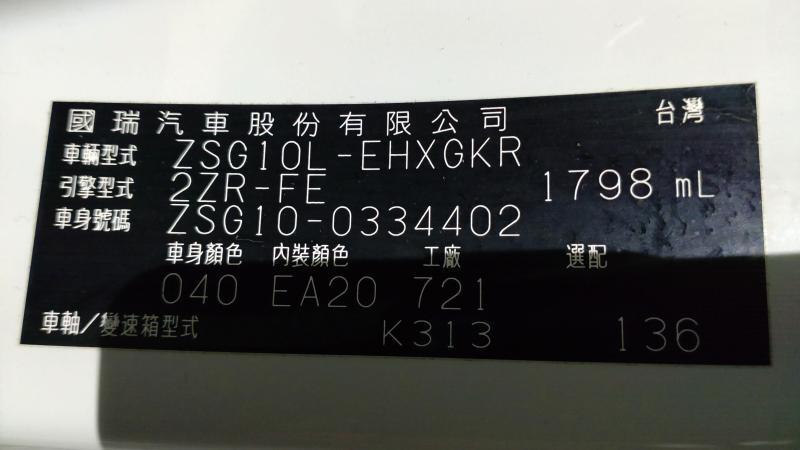 國瑞汽車股份有限公司 台灣
車輛型式 ZSG10L-EHXGKR
引擎型式 2ZR-FE 1798 mL
車身號碼 ZSG10-0334402
車身顏色 內裝顏色 工廠 選配
040 EA20 721
車軸/變速箱型式 K313 136